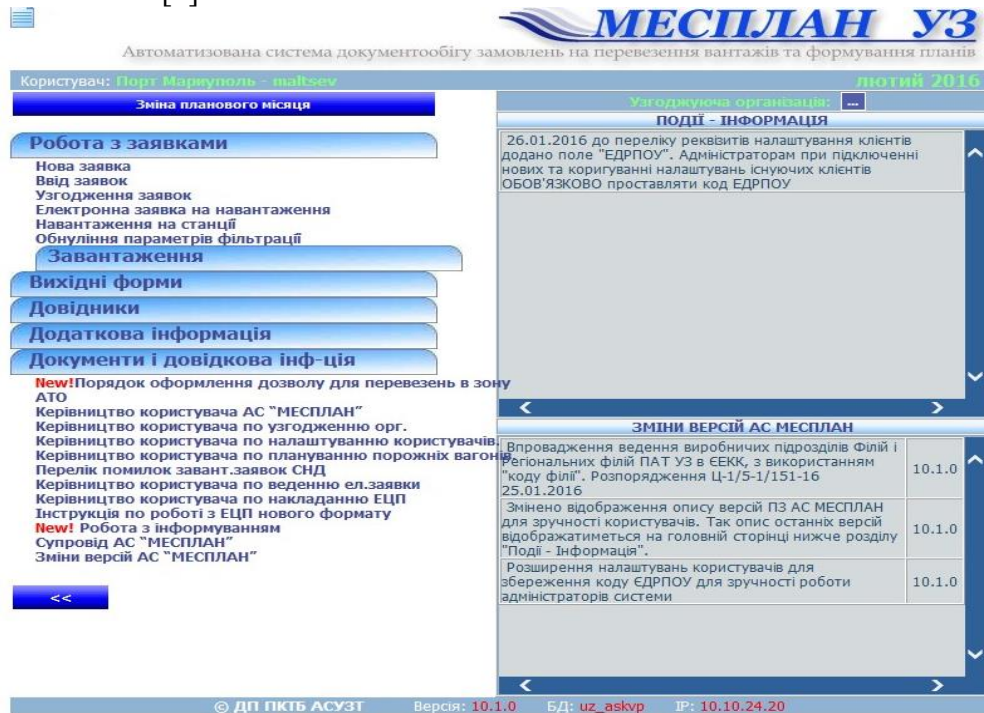 МЕСПЛАН УЗ
Автоматизована система документообігу замовлень на перевезення вантажів та формування планів
Користувач: Порт Мариуполь - maltsev
лютий 2016
Зміна планового місяця
Робота з заявками
Нова заявка
Ввід заявок
Узгодження заявок
Електронна заявка на навантаження
Навантаження на станції
Обнуління параметрів фільтрації
Завантаження
Вихідні форми
Довідники
Додаткова інформація
Документи і довідкова інф-ція
New!Порядок оформлення дозволу для перевезень в зону
АТО
Керівництво користувача АС "МЕСПЛАН"
Керівництво користувача по узгодженню орг.
Керівництво користувача по налаштуванню користувачів.
Керівництво користувача по плануванню порожніх вагонів.
Перелік помилок завант.заявок СНД
Керівництво користувача по веденню ел.заявки
Керівництво користувача по накладанню ЕЦП
Інструкція по роботі з ЕЦП нового формату
New! Робота з інформуванням
Супровід АС "МЕСПЛАН"
Зміни версій АС "МЕСПЛАН"
<<
Узгоджуюча організація: ...
ПОДІЇ - ІНФОРМАЦІЯ
26.01.2016 до переліку реквізитів налаштування клієнтів
додано поле "ЕДРПОУ". Адміністраторам при підключенні
нових та коригуванні налаштувань існуючих клієнтів
ОБОВ'ЯЗКОВО проставляти код ЕДРПОУ
ЗМІНИ ВЕРСІЙ АС МЕСПЛАН
Впровадження ведення виробничих підрозділів Філій і
Регіональних філій ПАТ УЗ в ЄЕКК, з використанням
"коду філії". Розпорядження Ц-1/5-1/151-16
25.01.2016
10.1.0
Змінено відображення опису версій ПЗ АС МЕСПЛАН
для зручності користувачів. Так опис останніх версій
відображатиметься на головній сторінці нижче розділу
"Події - Інформація".
10.1.0
Розширення налаштувань користувачів для
збереження коду ЄДРПОУ для зручності роботи
адміністраторів системи
10.1.0
© ДП ПКТБ АСУЗТ Версія: 10.1.0 БД: uz_askvp IP: 10.10.24.20